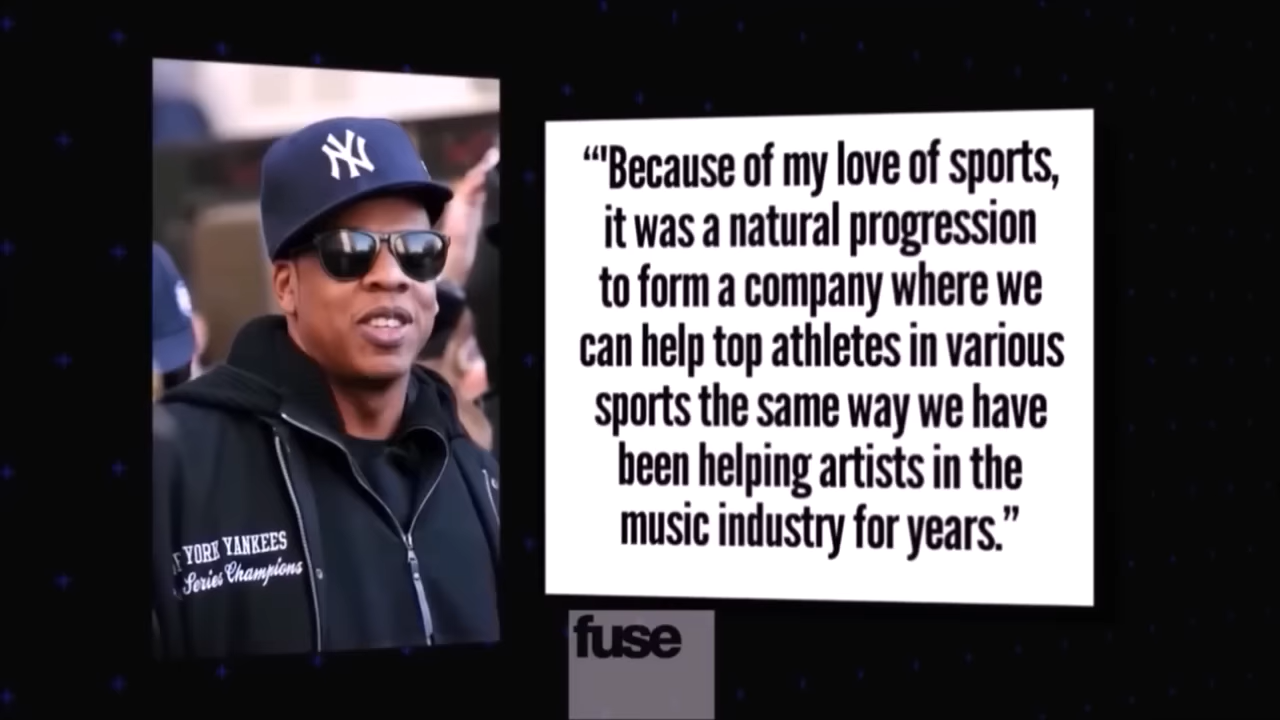 NY
YORK YANKEES
Series Champions
“'Because of my love of sports,
it was a natural progression
to form a company where we
can help top athletes in various
sports the same way we have
been helping artists in the
music industry for years.”
fuse